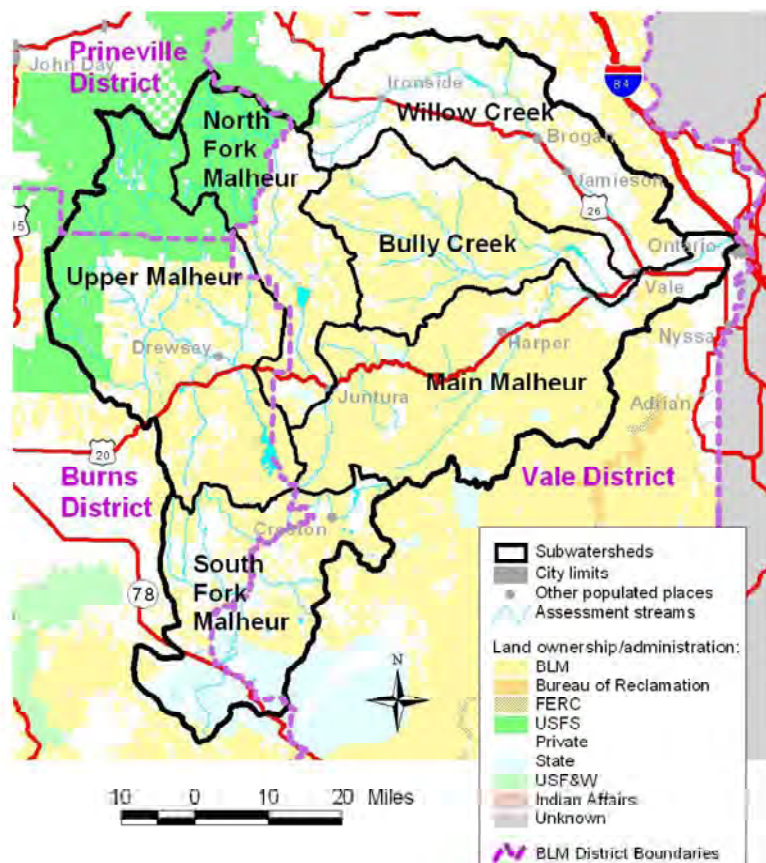 Prineville
District
John Day
84
Ironside
North
Fork
Malheur
Willow Creek
Brogan
Jamieson
26
Bully Creek
Ontario
Vale
Upper Malheur
Drewsey
Harper
Nyssa
Main Malheur
Juntura
Adrian
20
Burns
District
Vale District
Creston
South
Fork
Malheur
78
N
Subwatersheds
City limits
Other populated places
Assessment streams
Land ownership/administration:
BLM
Bureau of Reclamation
FERC
USFS
Private
State
USF&W
Indian Affairs
Unknown
BLM District Boundaries
10 0 10 20 Miles